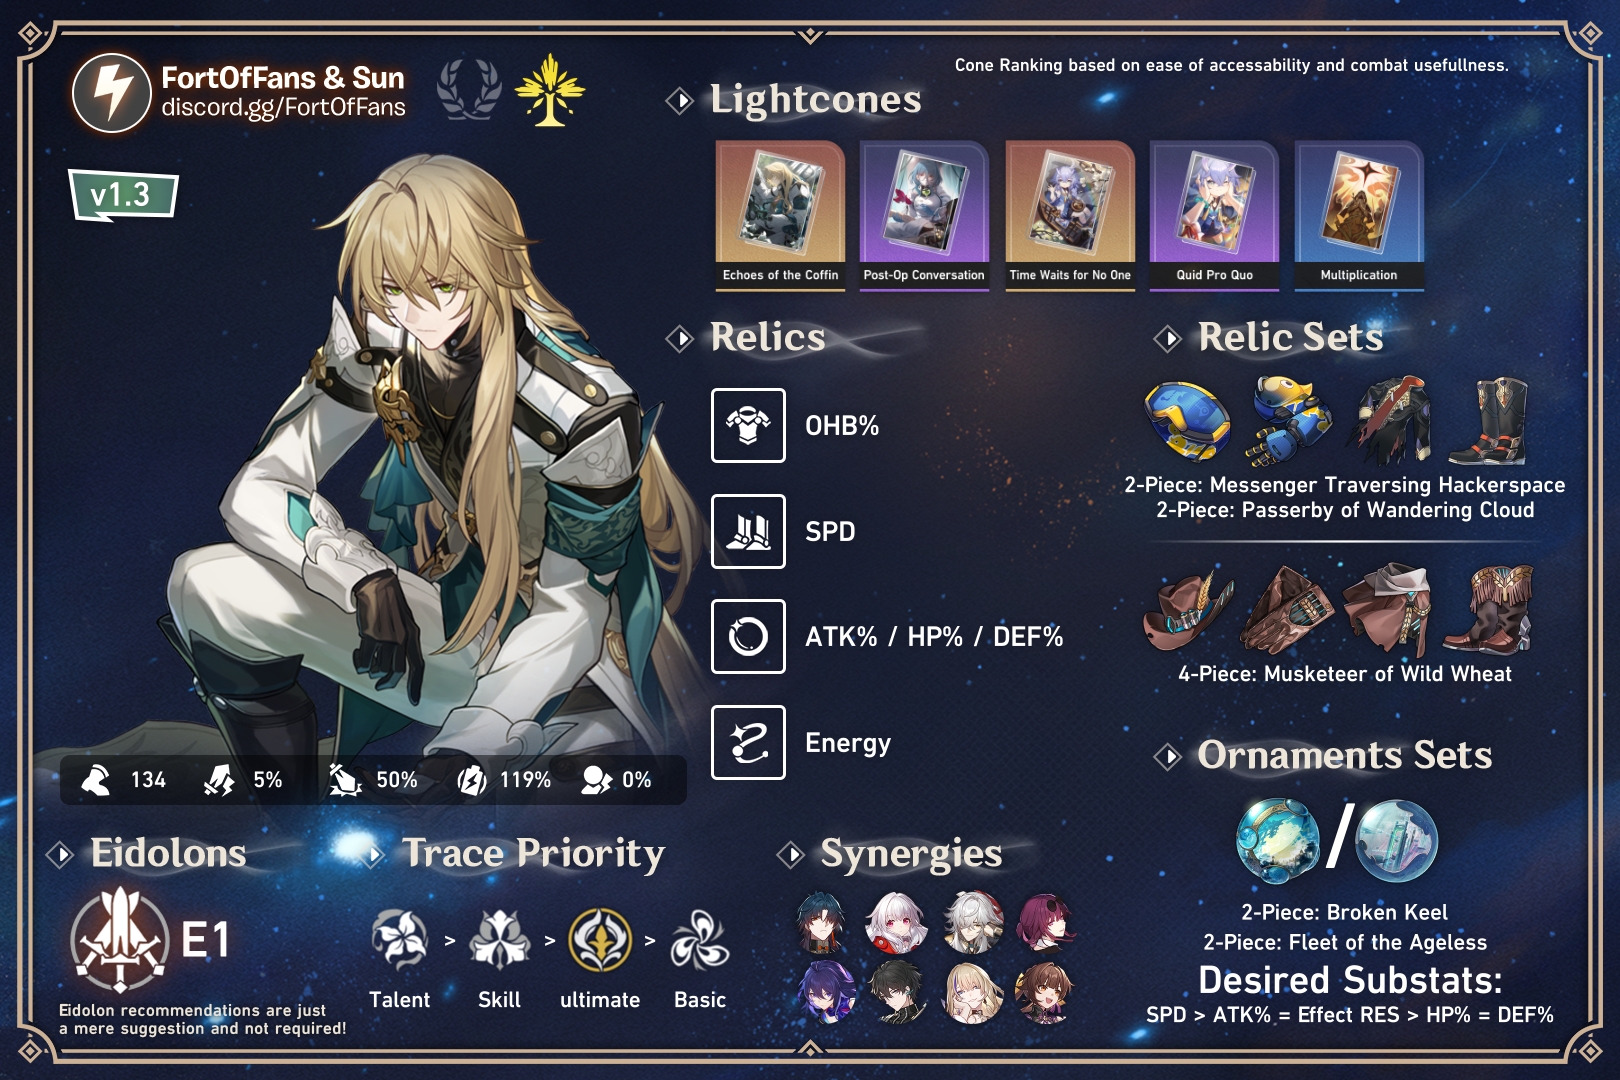 FortOfFans & Sun
discord.gg/FortOfFans
v1.3
Cone Ranking based on ease of accessability and combat usefullness.
Lightcones
Echoes of the Coffin
Post-Op Conversation
Time Waits for No One
Quid Pro Quo
Multiplication
Relics
OHB%
SPD
ATK% / HP% / DEF%
Energy
Relic Sets
2-Piece: Messenger Traversing Hackerspace
2-Piece: Passerby of Wandering Cloud
4-Piece: Musketeer of Wild Wheat
134 5% 50% 119% 0%
Eidolons
E1
Eidolon recommendations are just
a mere suggestion and not required!
Trace Priority
> > >
Talent Skill ultimate Basic
Synergies
Ornaments Sets
/
2-Piece: Broken Keel
2-Piece: Fleet of the Ageless
Desired Substats:
SPD > ATK% = Effect RES > HP% = DEF%